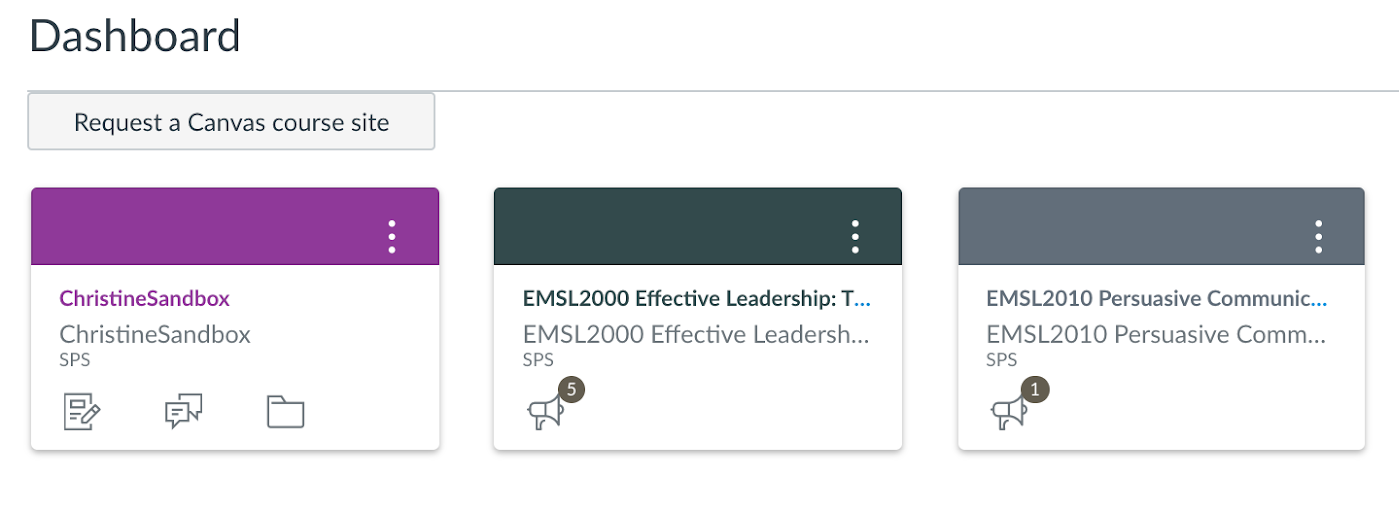 Dashboard
Request a Canvas course site
ChristineSandbox
ChristineSandbox
SPS
EMSL2000 Effective Leadership: T...
EMSL2000 Effective Leadersh...
SPS
5
EMSL2010 Persuasive Communic...
EMSL2010 Persuasive Comm...
SPS
1